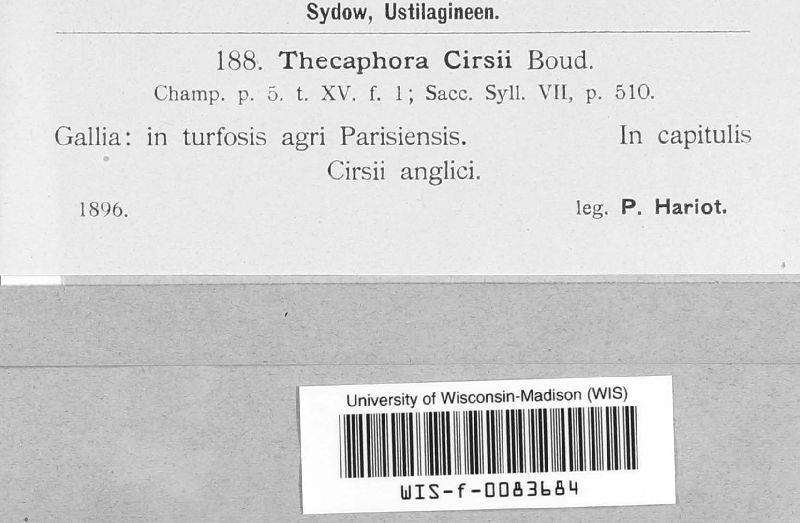 Sydow, Ustilagineen.
188. Thecaphora Cirsii Boud.
Champ. p. 5. t. XV. f. 1; Sacc. Syll. VII, p. 510.
Gallia: in turfosis agri Parisiensis. In capitulis
Cirsii anglici.
1896. leg. P. Hariot.
University of Wisconsin-Madison (WIS)
WIS-f-0083684